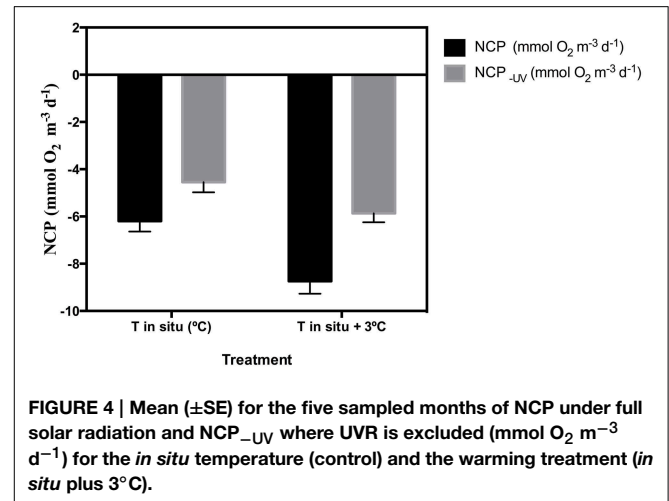 2
0
-2
-4
-6
-8
-10
NCP (mmol O2 m-3 d-1)
T in situ (ºC)
T in situ + 3ºC
Treatment
NCP (mmol O2 m-3 d-1)
NCP -UV (mmol O2 m-3 d-1)
FIGURE 4 | Mean (±SE) for the five sampled months of NCP under full
solar radiation and NCP−UV where UVR is excluded (mmol O2 m−3
d−1) for the in situ temperature (control) and the warming treatment (in
situ plus 3°C).